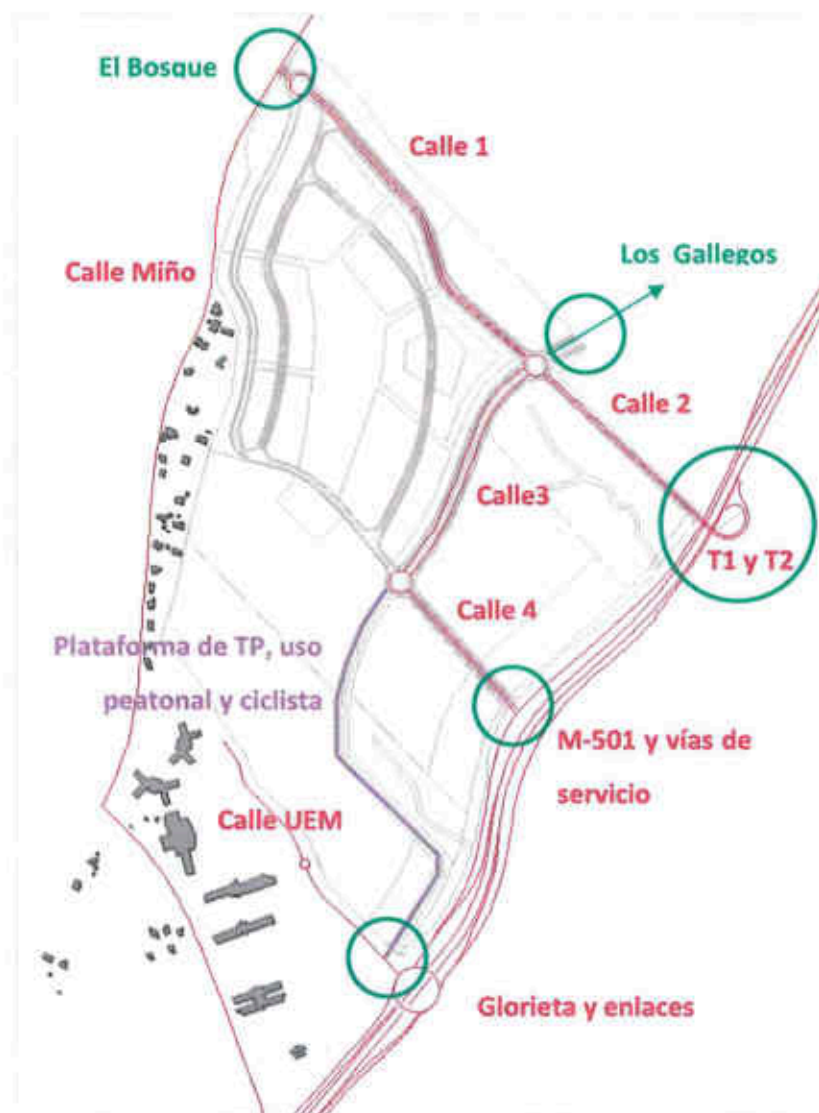 El Bosque
Calle 1
Los Gallegos
Calle Miño
Calle 2
Calle3
T1 y T2
Calle 4
Plataforma de TP, uso
peatonal y ciclista
M-501 y vías de
servicio
Calle UEM
Glorieta y enlaces